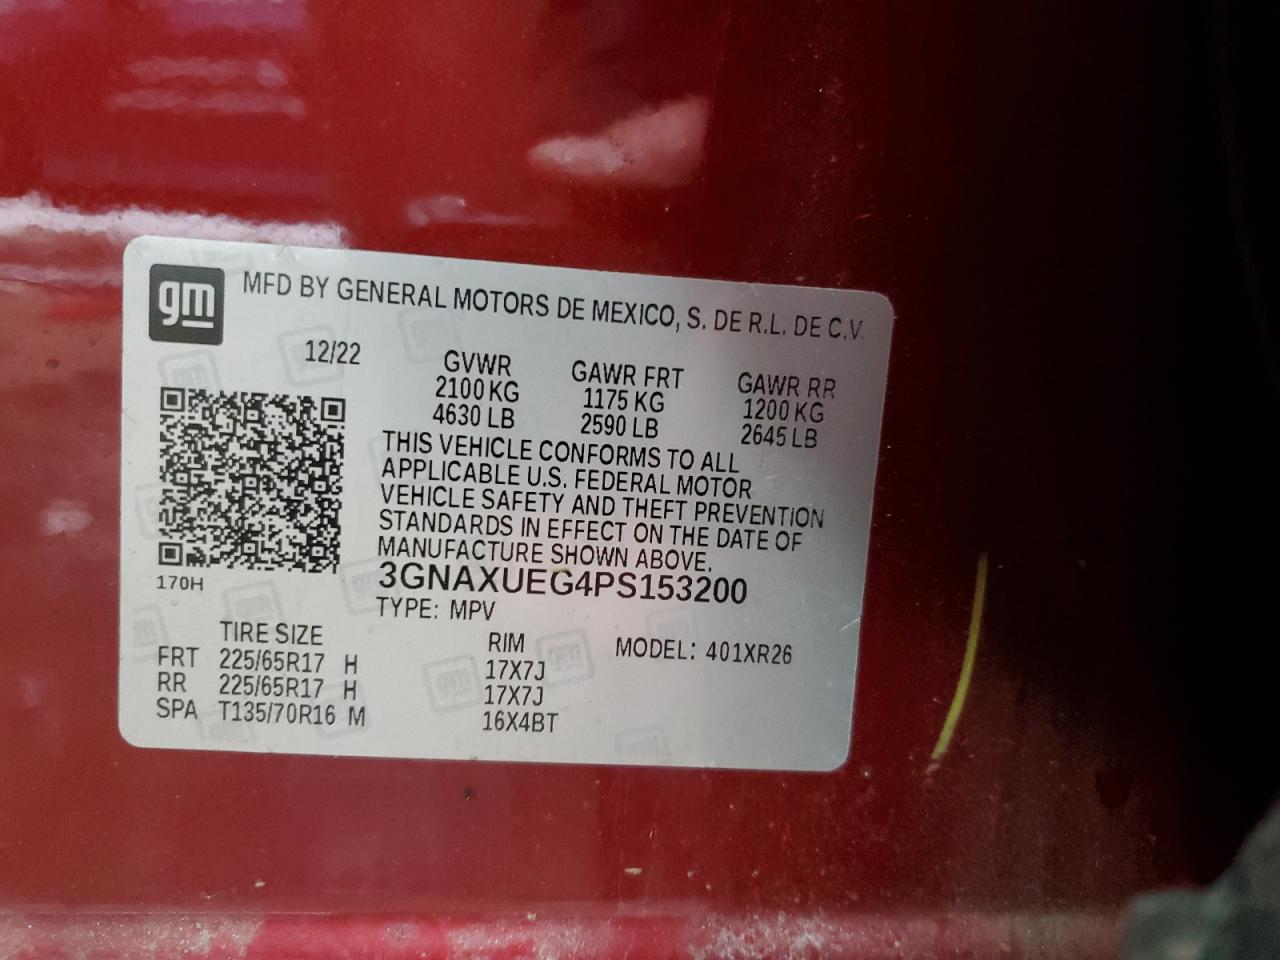 gm
MFD BY GENERAL MOTORS DE MEXICO, S. DE R.L. DE C.V.
12/22
GVWR GAWR FRT GAWR RR
2100 KG 1175 KG 1200 KG
4630 LB 2590 LB 2645 LB
THIS VEHICLE CONFORMS TO ALL
APPLICABLE U.S. FEDERAL MOTOR
VEHICLE SAFETY AND THEFT PREVENTION
STANDARDS IN EFFECT ON THE DATE OF
MANUFACTURE SHOWN ABOVE.
170H
3GNAXUEG4PS153200
TYPE: MPV
TIRE SIZE RIM MODEL: 401XR26
FRT 225/65R17 H 17X7J
RR 225/65R17 H 17X7J
SPA T135/70R16 M 16X4BT